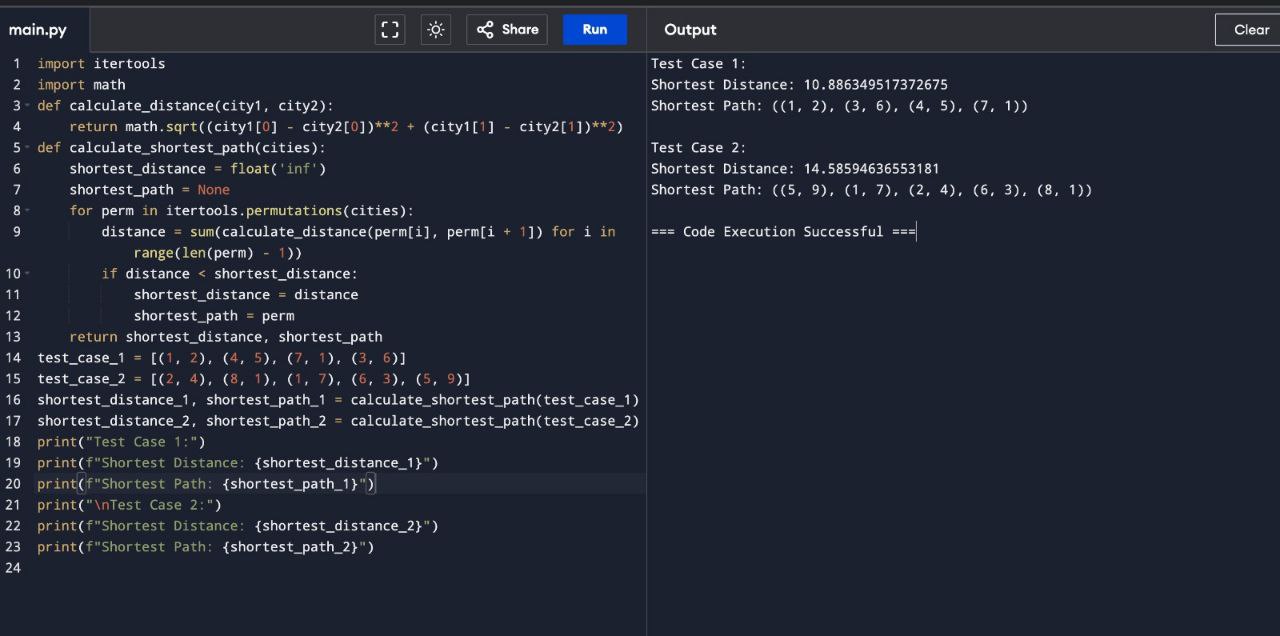 main.py
Share
Run
Output
Clear
1 import itertools
2 import math
3 def calculate_distance(city1, city2):
4     return math.sqrt((city1[0] - city2[0])**2 + (city1[1] - city2[1])**2)
5 def calculate_shortest_path(cities):
6     shortest_distance = float('inf')
7     shortest_path = None
8     for perm in itertools.permutations(cities):
9         distance = sum(calculate_distance(perm[i], perm[i + 1]) for i in
            range(len(perm) - 1))
10         if distance < shortest_distance:
11             shortest_distance = distance
12             shortest_path = perm
13     return shortest_distance, shortest_path
14 test_case_1 = [(1, 2), (4, 5), (7, 1), (3, 6)]
15 test_case_2 = [(2, 4), (8, 1), (1, 7), (6, 3), (5, 9)]
16 shortest_distance_1, shortest_path_1 = calculate_shortest_path(test_case_1)
17 shortest_distance_2, shortest_path_2 = calculate_shortest_path(test_case_2)
18 print("Test Case 1:")
19 print(f"Shortest Distance: {shortest_distance_1}")
20 print(f"Shortest Path: {shortest_path_1}")
21 print("\nTest Case 2:")
22 print(f"Shortest Distance: {shortest_distance_2}")
23 print(f"Shortest Path: {shortest_path_2}")
24
Test Case 1:
Shortest Distance: 10.886349517372675
Shortest Path: ((1, 2), (3, 6), (4, 5), (7, 1))
Test Case 2:
Shortest Distance: 14.58594636553181
Shortest Path: ((5, 9), (1, 7), (2, 4), (6, 3), (8, 1))
=== Code Execution Successful ===